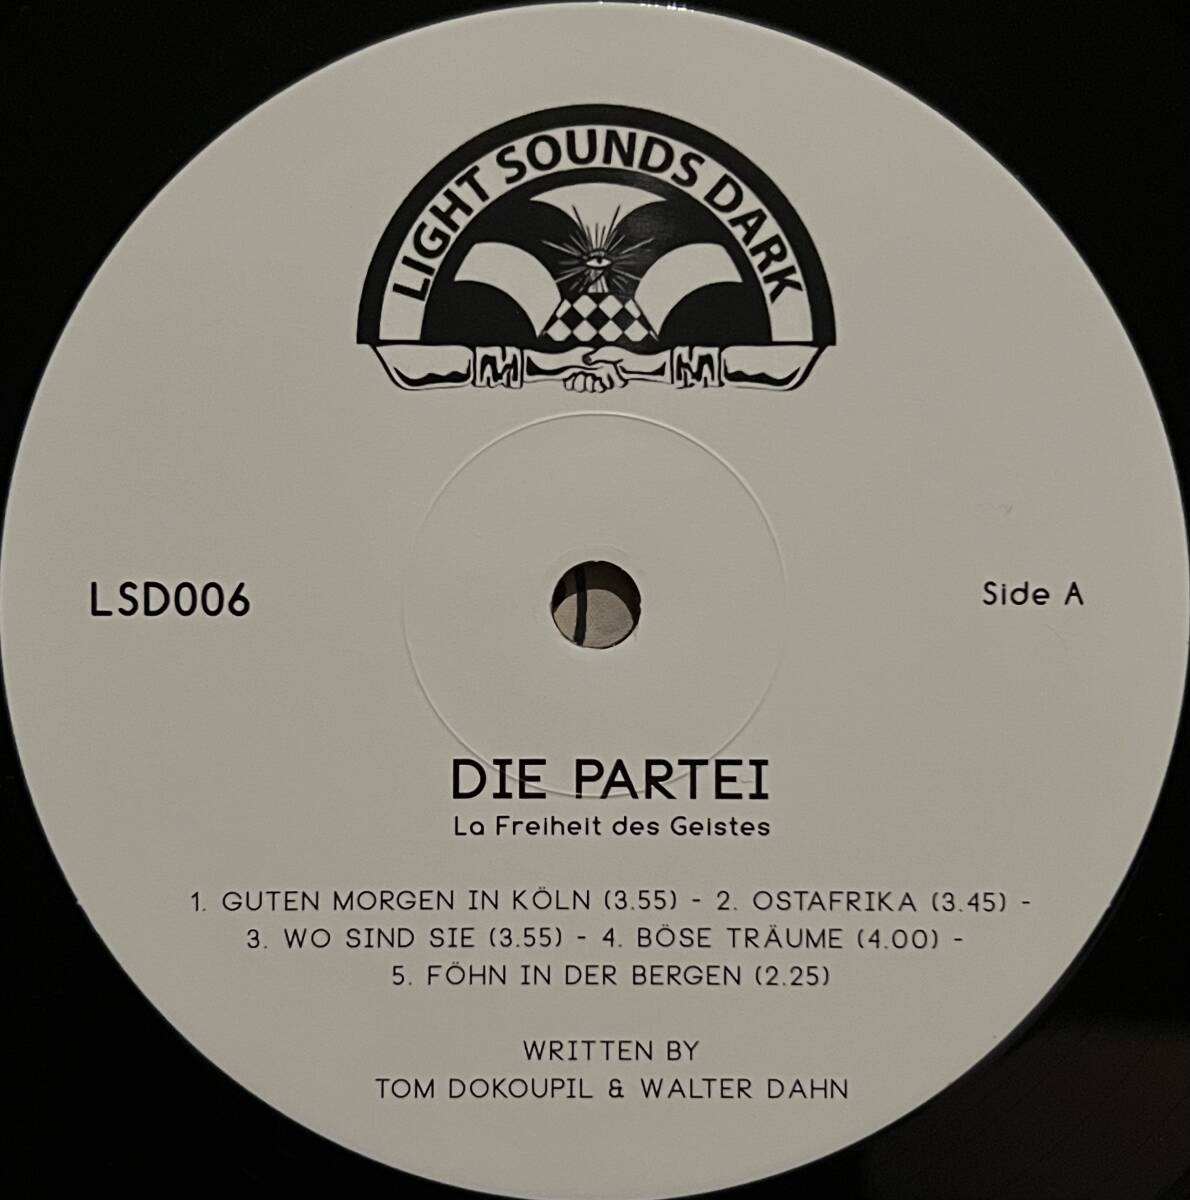 LIGHT SOUNDS DARK
LSD006
Side A
DIE PARTEI
La Freiheit des Geistes
1. GUTEN MORGEN IN KÖLN (3.55) - 2. OSTAFRIKA (3.45) -
3. WO SIND SIE (3.55) - 4. BÖSE TRÄUME (4.00) -
5. FÖHN IN DER BERGEN (2.25)
WRITTEN BY
TOM DOKOUPIL & WALTER DAHN